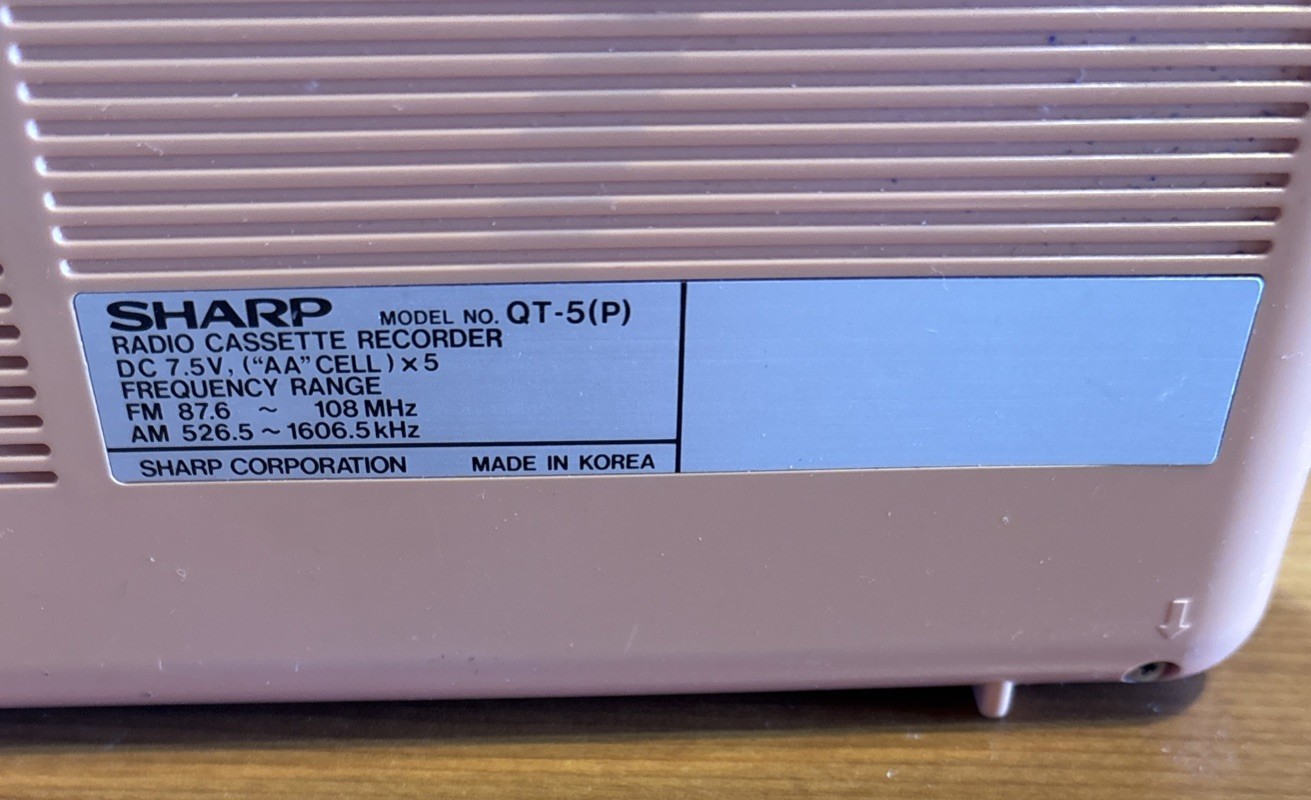 SHARP MODEL NO. QT-5(P)
RADIO CASSETTE RECORDER
DC 7.5V, (“AA” CELL) × 5
FREQUENCY RANGE
FM 87.6 ~ 108 MHz
AM 526.5 ~ 1606.5 kHz
SHARP CORPORATION MADE IN KOREA